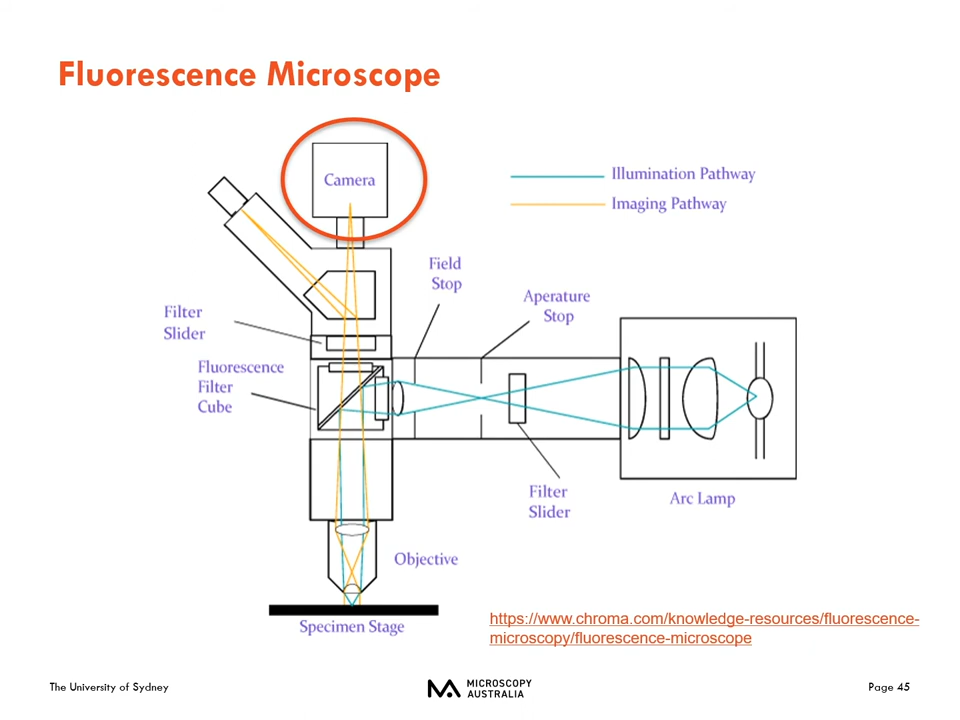 Fluorescence Microscope
Camera
Illumination Pathway
Imaging Pathway
Field
Stop
Aperature
Stop
Filter
Slider
Fluorescence
Filter
Cube
Filter
Slider
Arc Lamp
Objective
Specimen Stage
https://www.chroma.com/knowledge-resources/fluorescence-
microscopy/fluorescence-microscope
The University of Sydney
MICROSCOPY
AUSTRALIA
Page 45